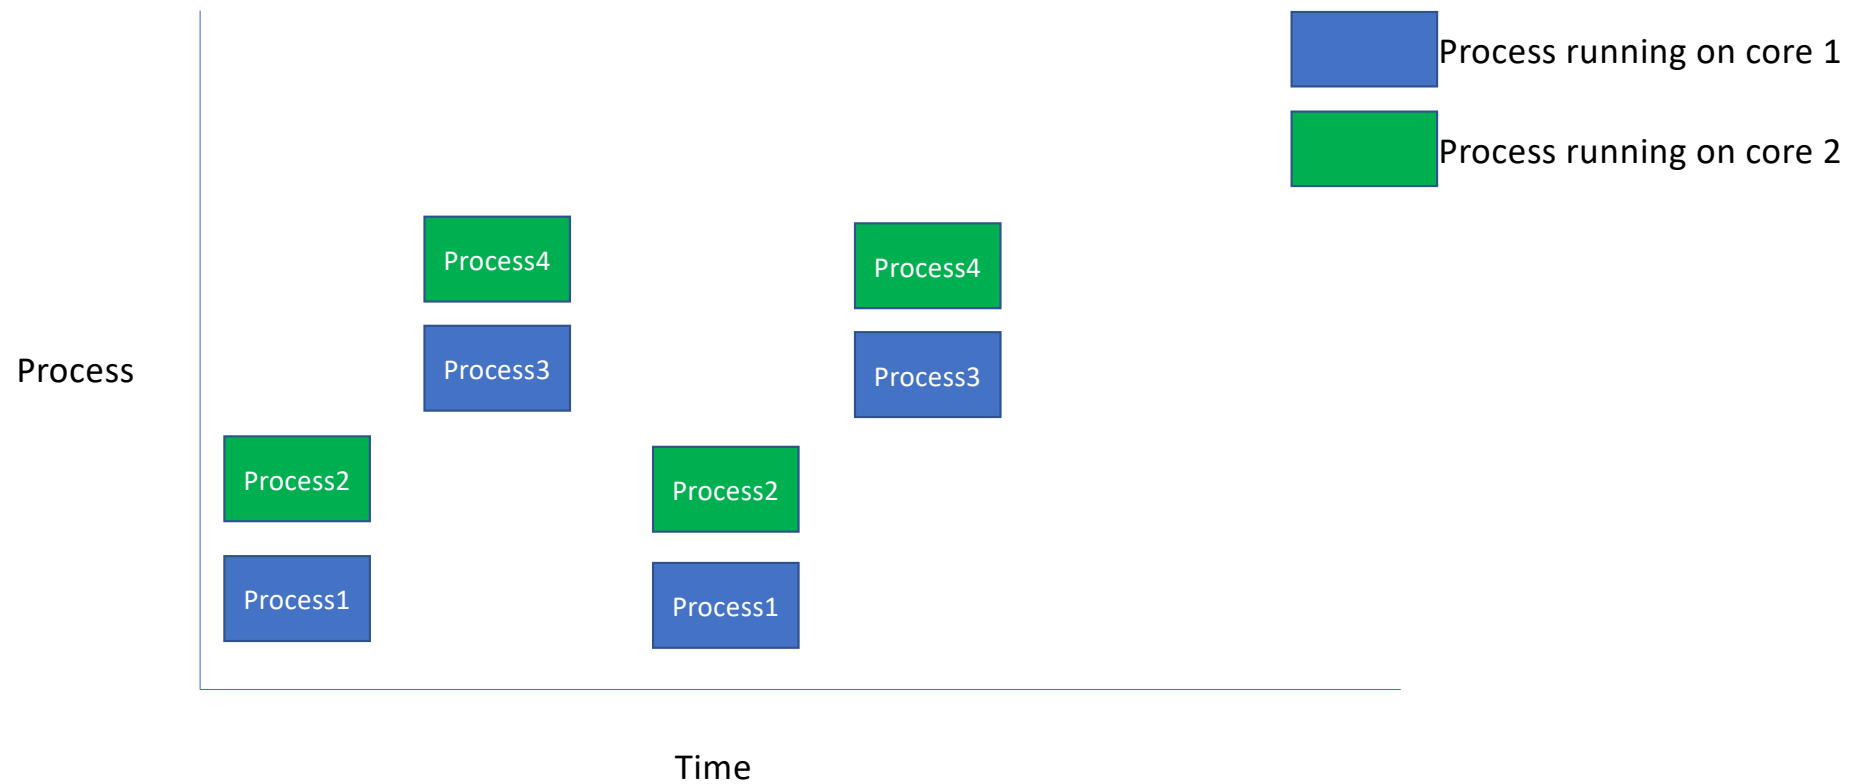 Process running on core 1
Process running on core 2
Process4
Process4
Process3
Process3
Process
Process2
Process2
Process1
Process1
Time